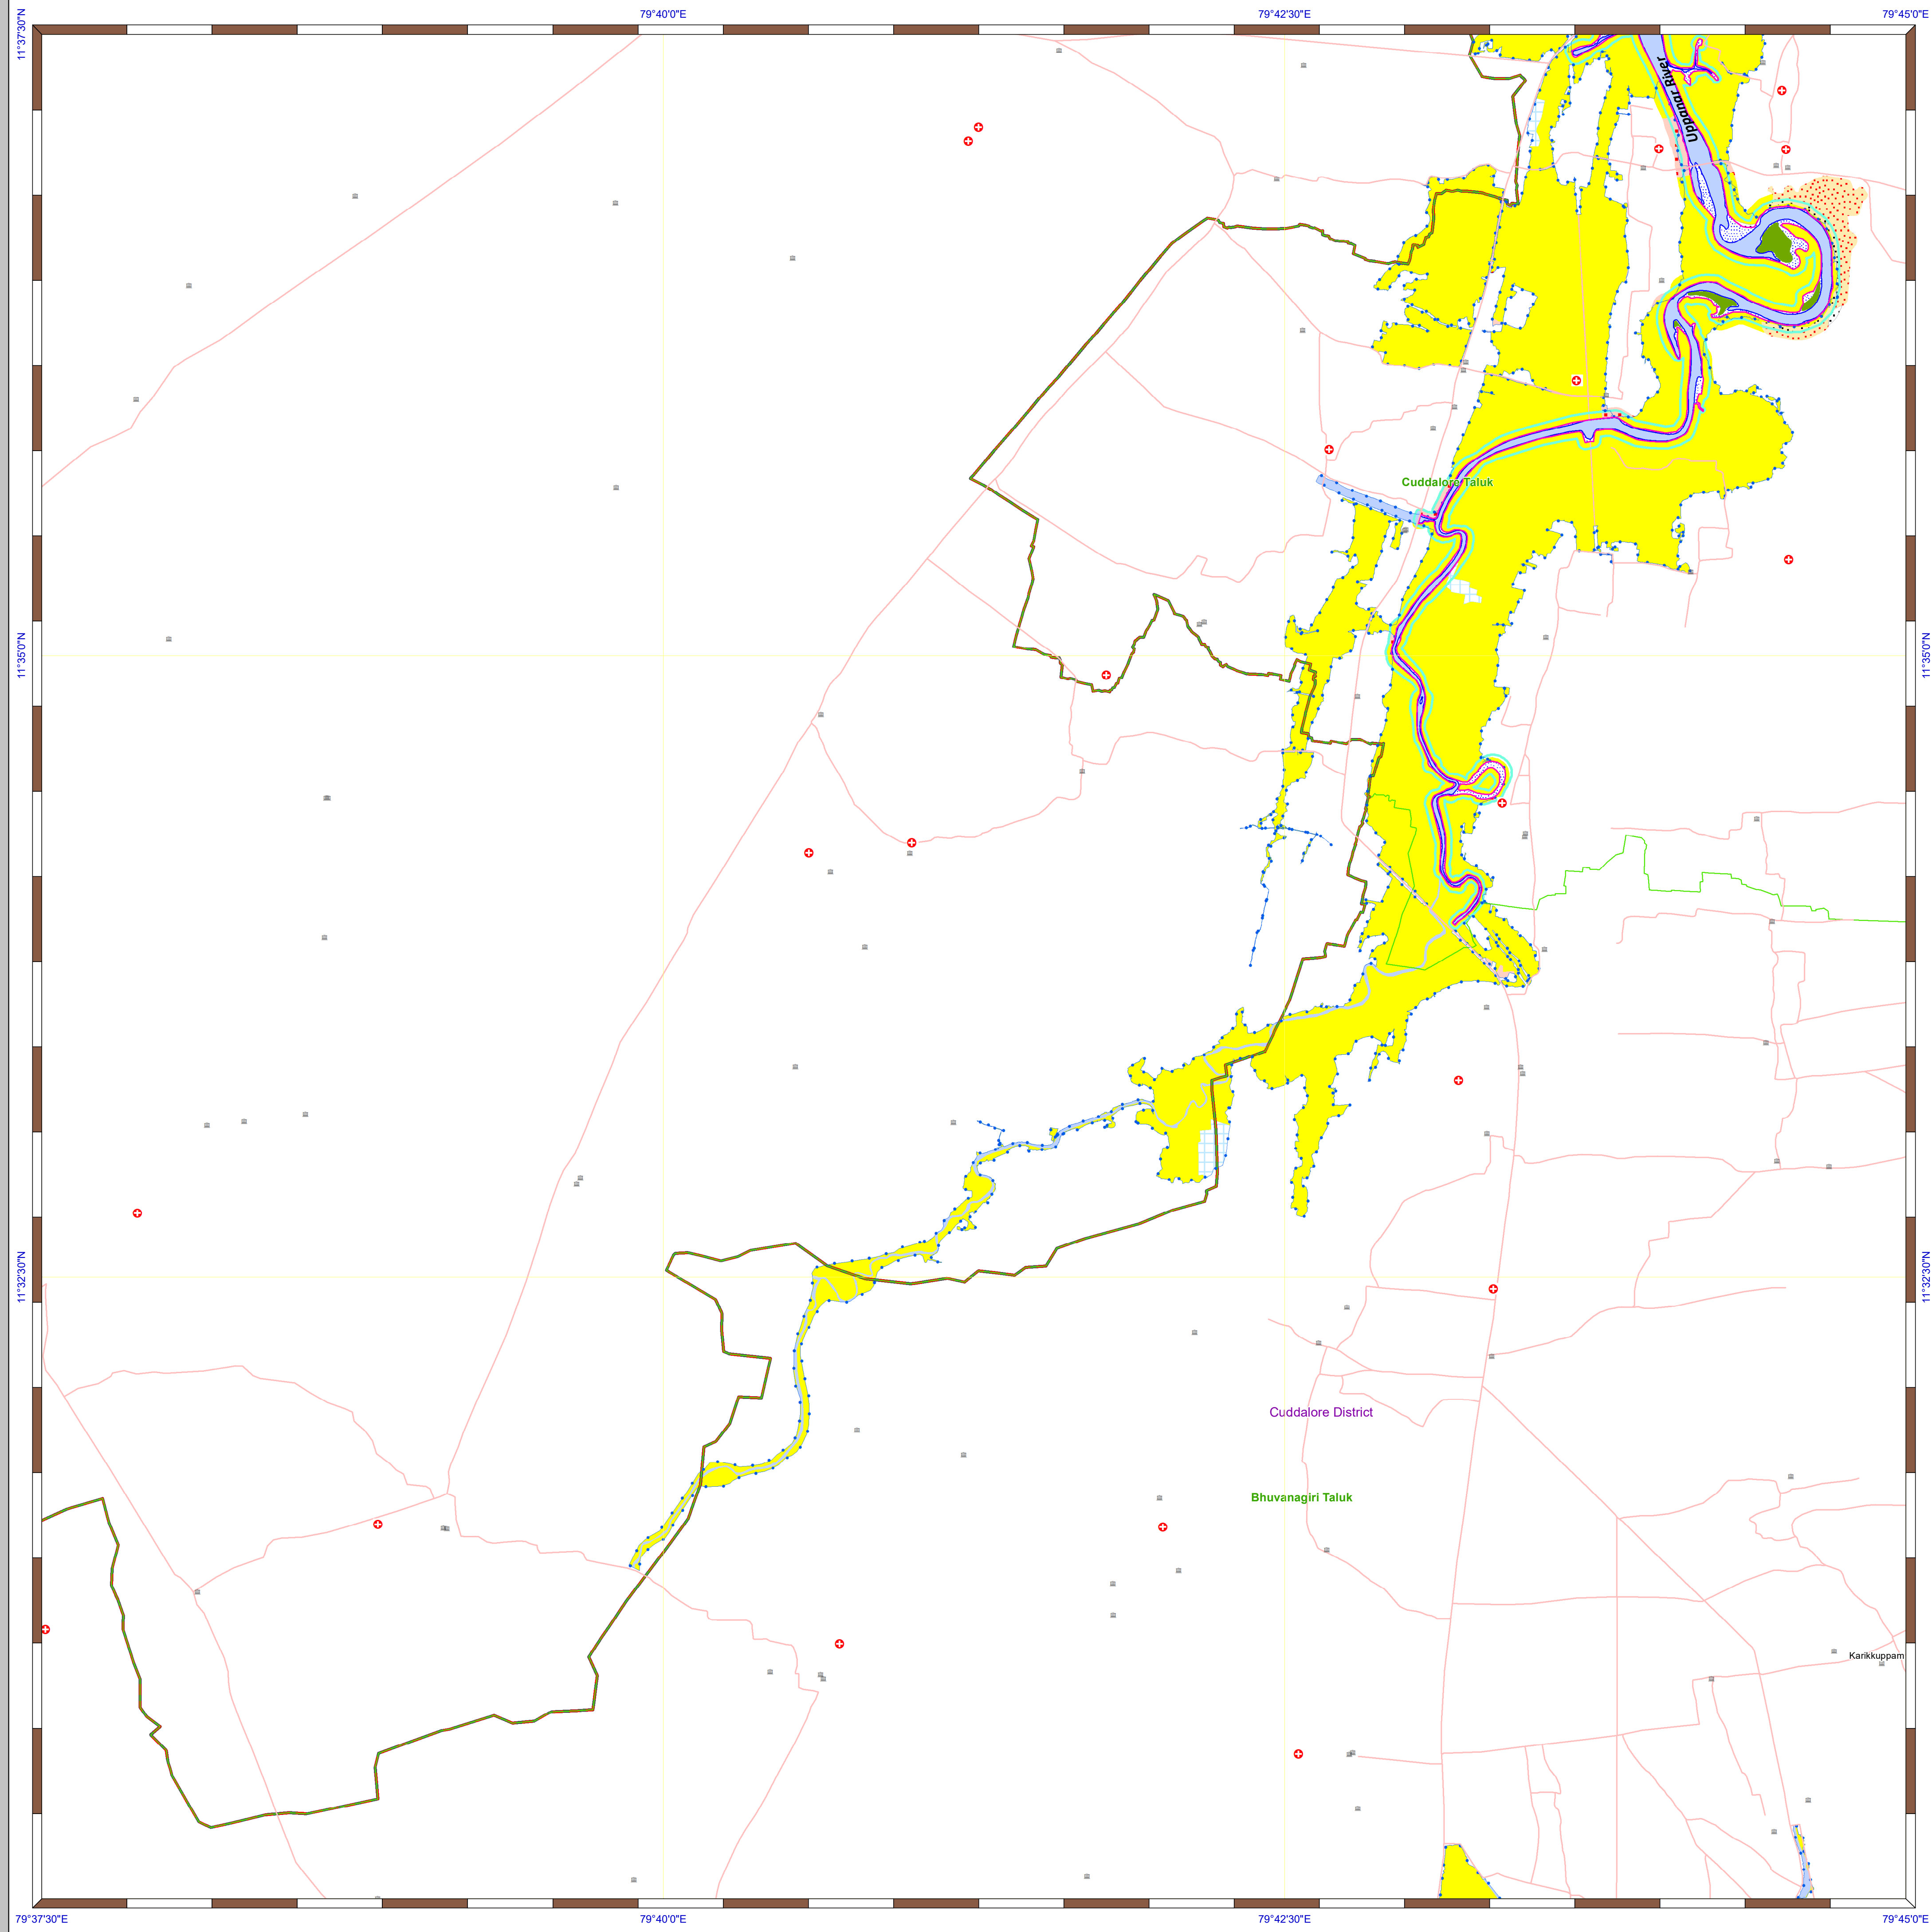 79°40'0"E
79°42'30"E
79°45'0"E
11°37'30"N
Uppanar River
Cuddalore Taluk
11°35'0"N
11°35'0"N
11°32'30"N
11°32'30"N
Cuddalore District
Bhuvanagiri Taluk
Karikkuppam
79°37'30"E
79°40'0"E
79°42'30"E
79°45'0"E